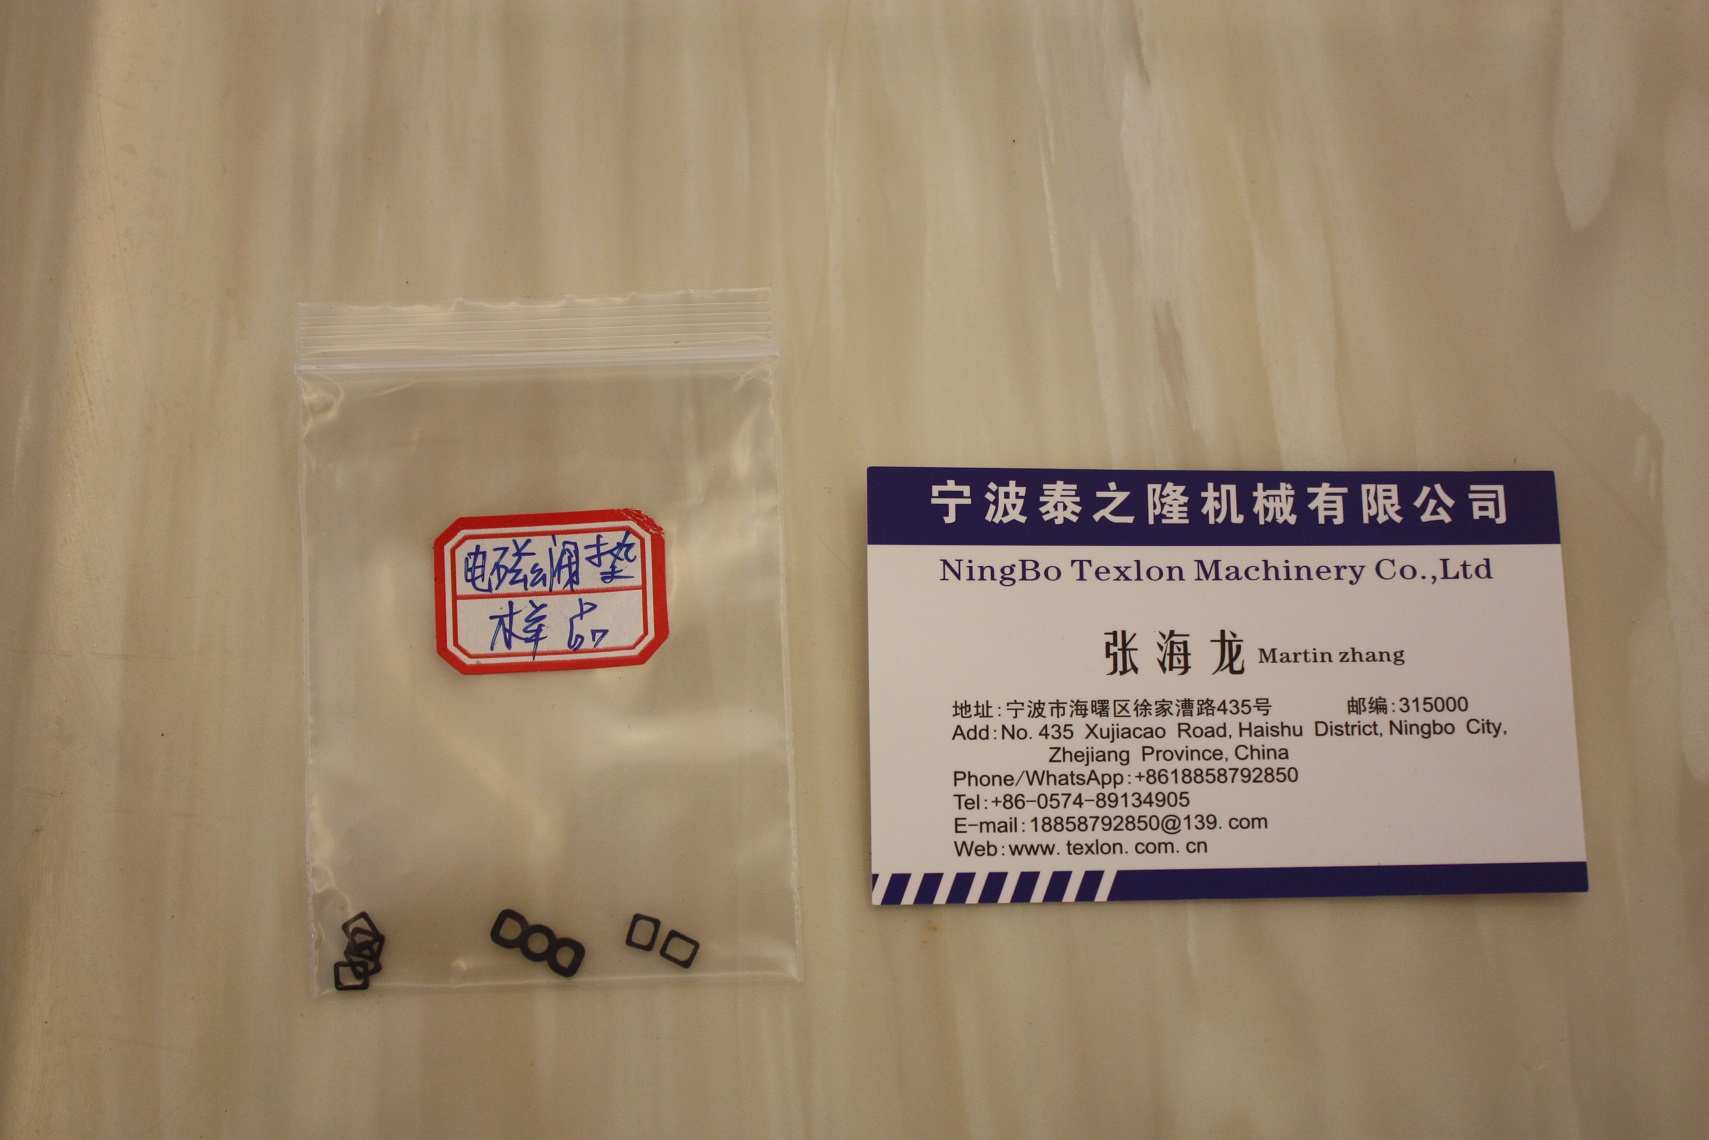 电磁阀垫
样品
宁波泰之隆机械有限公司
NingBo Texlon Machinery Co.,Ltd
张海龙 Martin zhang
地址:宁波市海曙区徐家漕路435号 邮编:315000
Add:No. 435 Xujiacao Road, Haishu District, Ningbo City,
Zhejiang Province, China
Phone/WhatsApp:+8618858792850
Tel:+86-0574-89134905
E-mail:18858792850@139. com
Web:www. texlon. com. cn